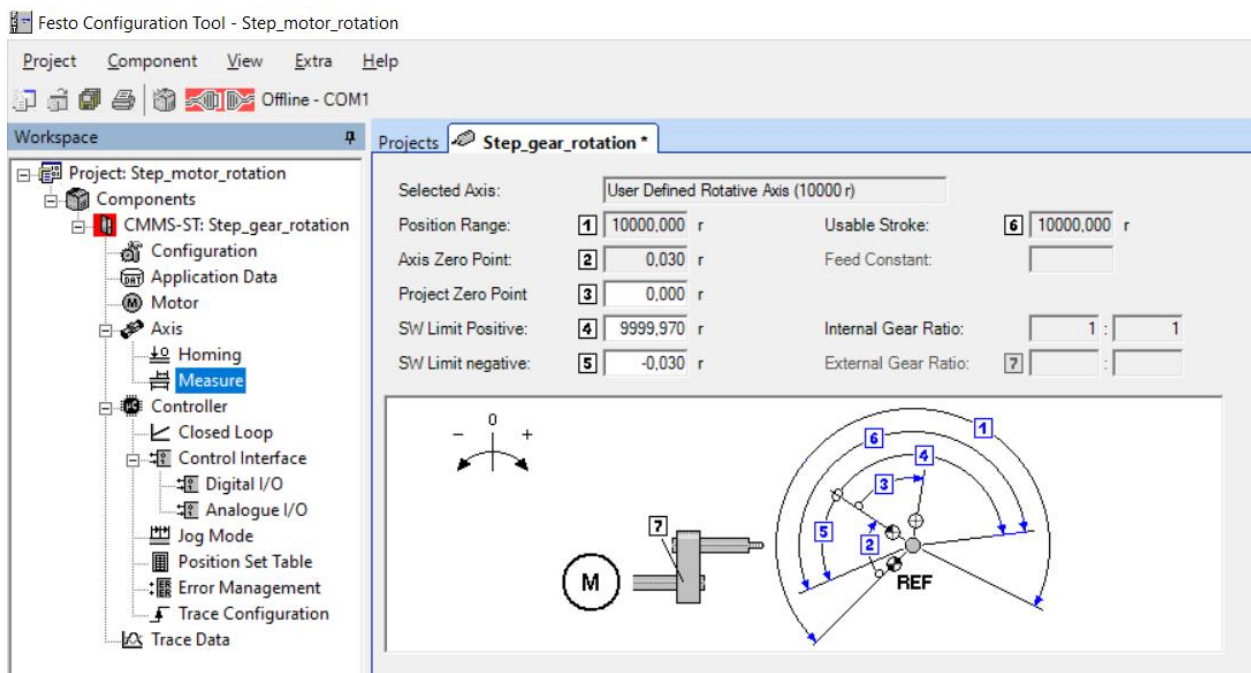 Festo Configuration Tool - Step_motor_rotation
Project Component View Extra Help
Offline - COM1
Workspace
Project: Step_motor_rotation
Components
CMMS-ST: Step_gear_rotation
Configuration
DAT Application Data
M Motor
Axis
Homing
Measure
µC Controller
Closed Loop
Control Interface
Digital I/O
Analogue I/O
Jog Mode
Position Set Table
ER ER Error Management
Trace Configuration
Trace Data
Projects Step_gear_rotation *
Selected Axis: User Defined Rotative Axis (10000 r)
Position Range: 1 10000,000 r Usable Stroke: 6 10000,000 r
Axis Zero Point: 2 0,030 r Feed Constant:
Project Zero Point 3 0,000 r
SW Limit Positive: 4 9999,970 r Internal Gear Ratio: 1 : 1
SW Limit negative: 5 -0,030 r External Gear Ratio: 7 :
0
- +
7
M
1
6
4
3
5
2
REF